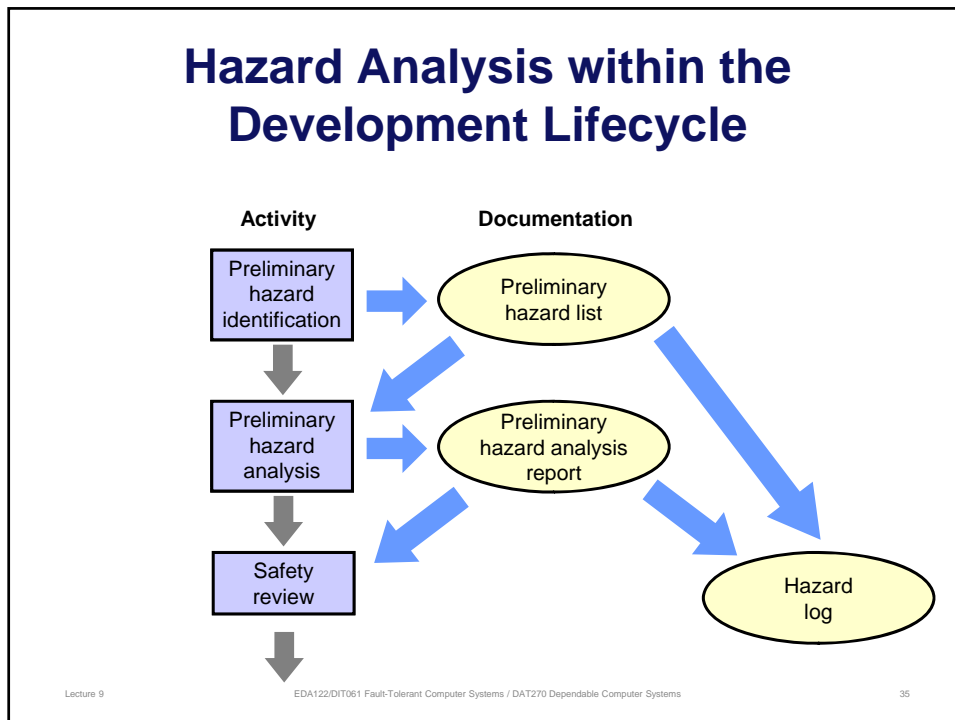 Hazard Analysis within the
Development Lifecycle
Activity
Documentation
Preliminary
hazard
identification
Preliminary
hazard list
Preliminary
hazard
analysis
Preliminary
hazard analysis
report
Safety
review
Hazard
log
Lecture 9
EDA122/DIT061 Fault-Tolerant Computer Systems / DAT270 Dependable Computer Systems
35